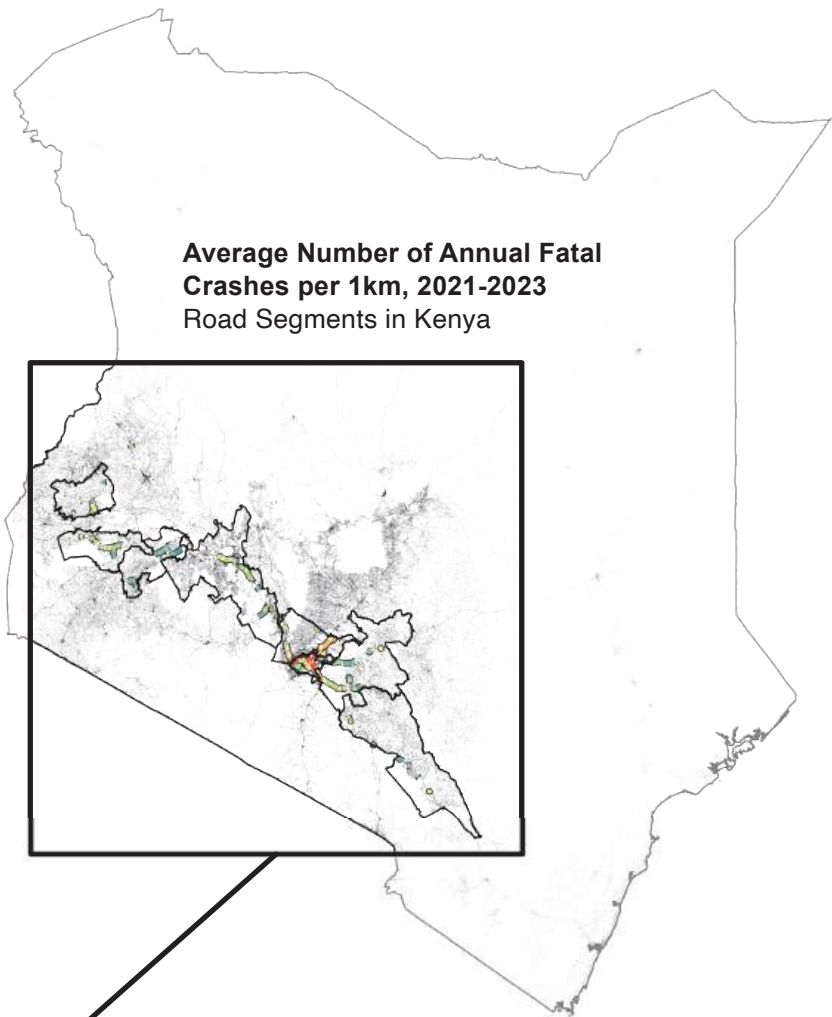 Average Number of Annual Fatal
Crashes per 1km, 2021-2023
Road Segments in Kenya